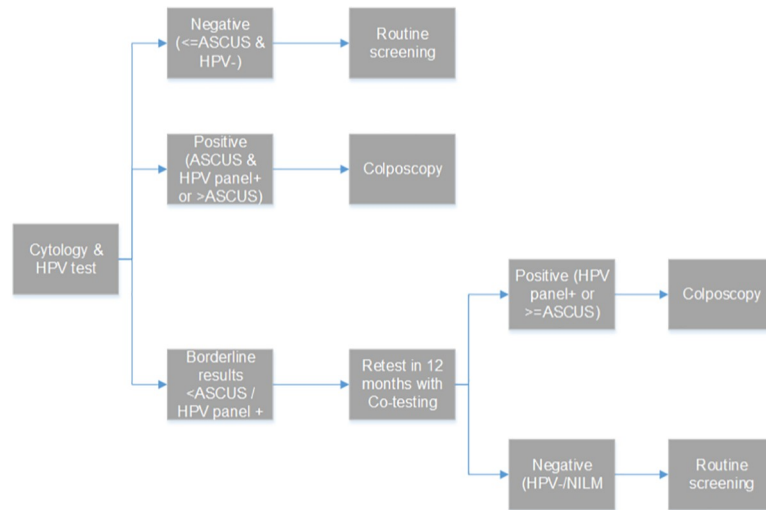 Negative
(<=ASCUS &
HPV-)
Routine
screening
Positive
(ASCUS &
HPV panel+
or >ASCUS)
Colposcopy
Cytology &
HPV test
Positive (HPV
panel+ or
>=ASCUS)
Colposcopy
Borderline
results
<ASCUS /
HPV panel +
Retest in 12
months with
Co-testing
Negative
(HPV-/NILM
Routine
screening